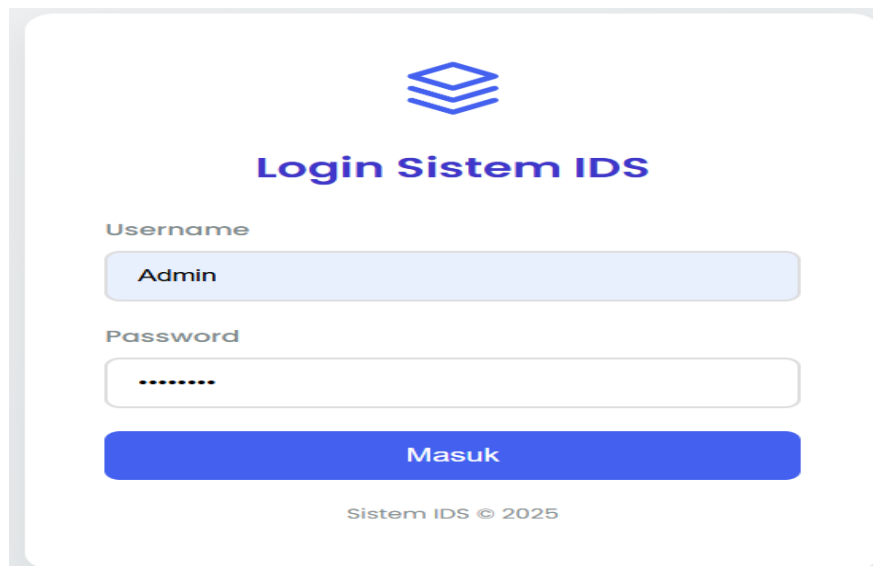 Login Sistem IDS
Username
Admin
Password
••••••••
Masuk
Sistem IDS © 2025